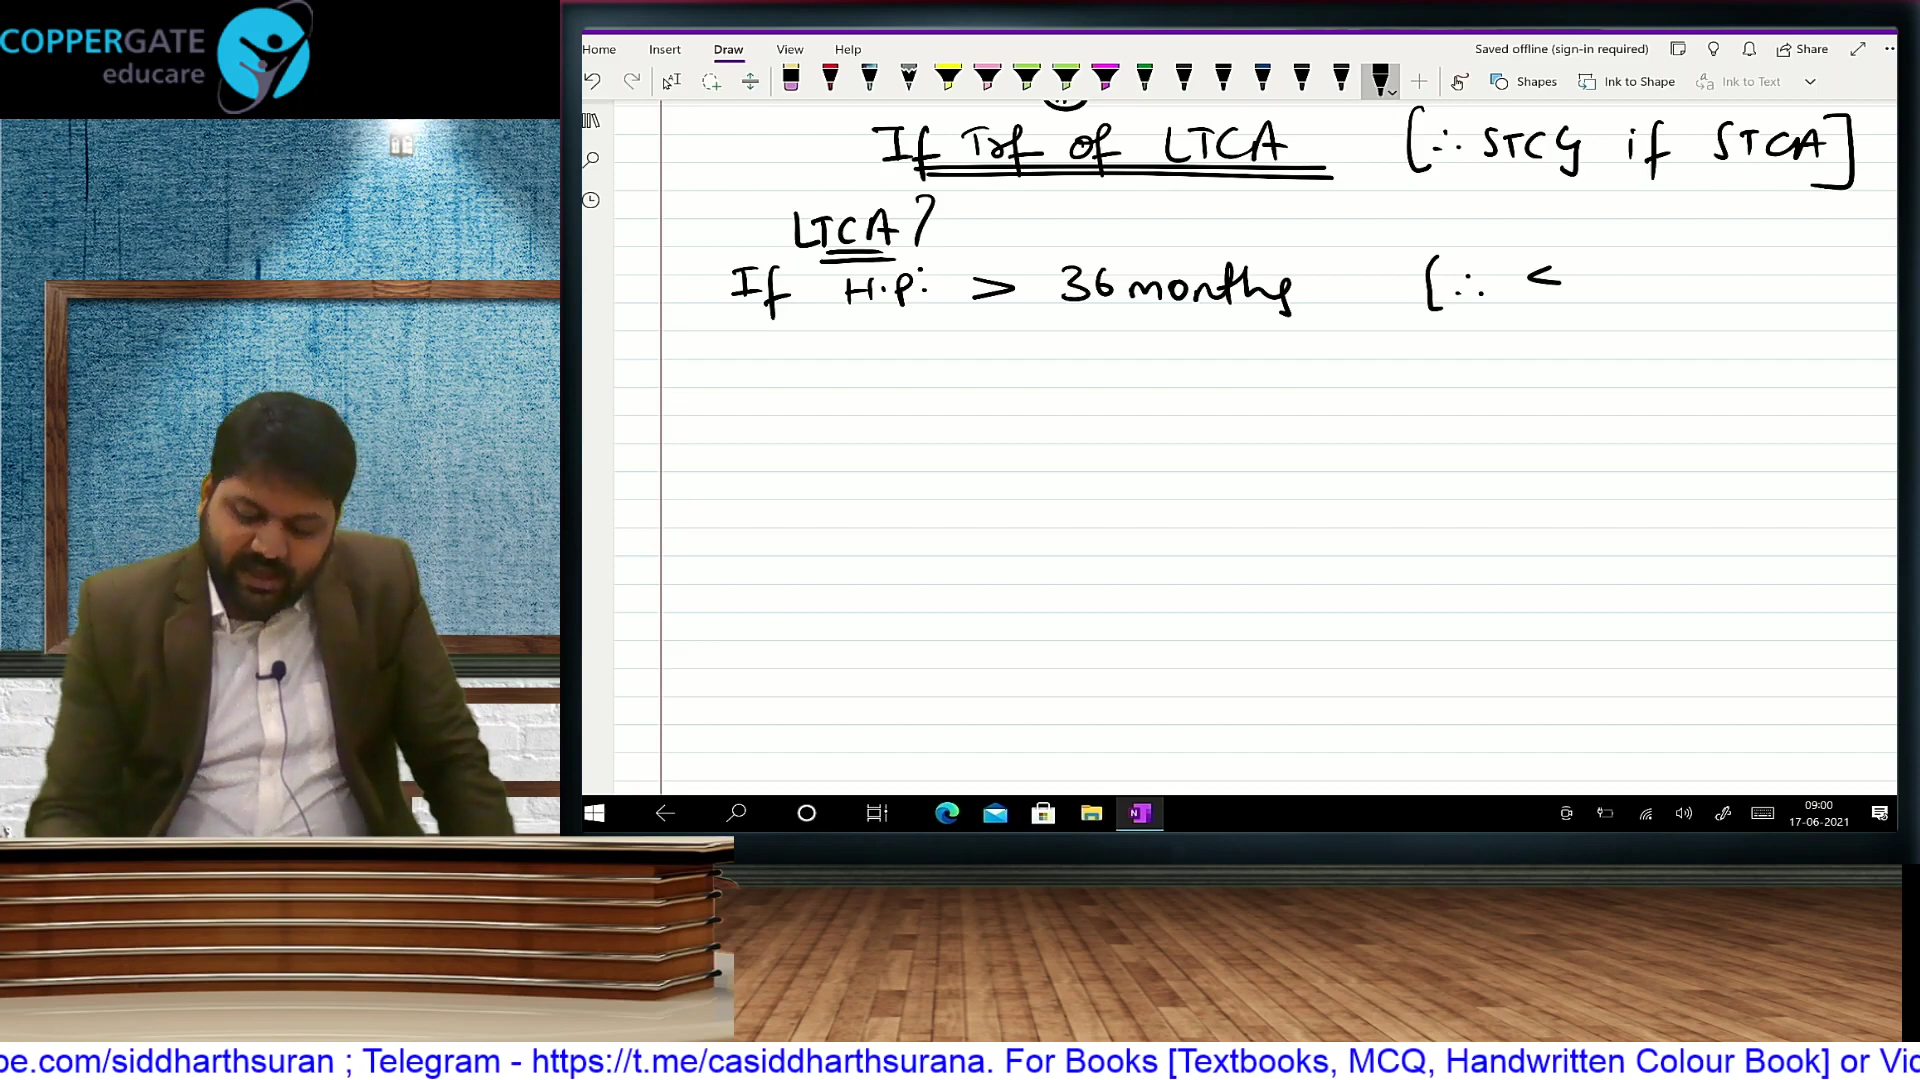 COPPERGATE
educare
Home Insert Draw View Help
Saved offline (sign-in required) Share
Shapes Ink to Shape Ink to Text
If Trf of LTCA [∴ STCG if STCA]
LTCA ?
If H.P. > 36 months [∴ <
09:00
17-06-2021
pe.com/siddharthsuran ; Telegram - https://t.me/casiddharthsurana. For Books [Textbooks, MCQ, Handwritten Colour Book] or Vic